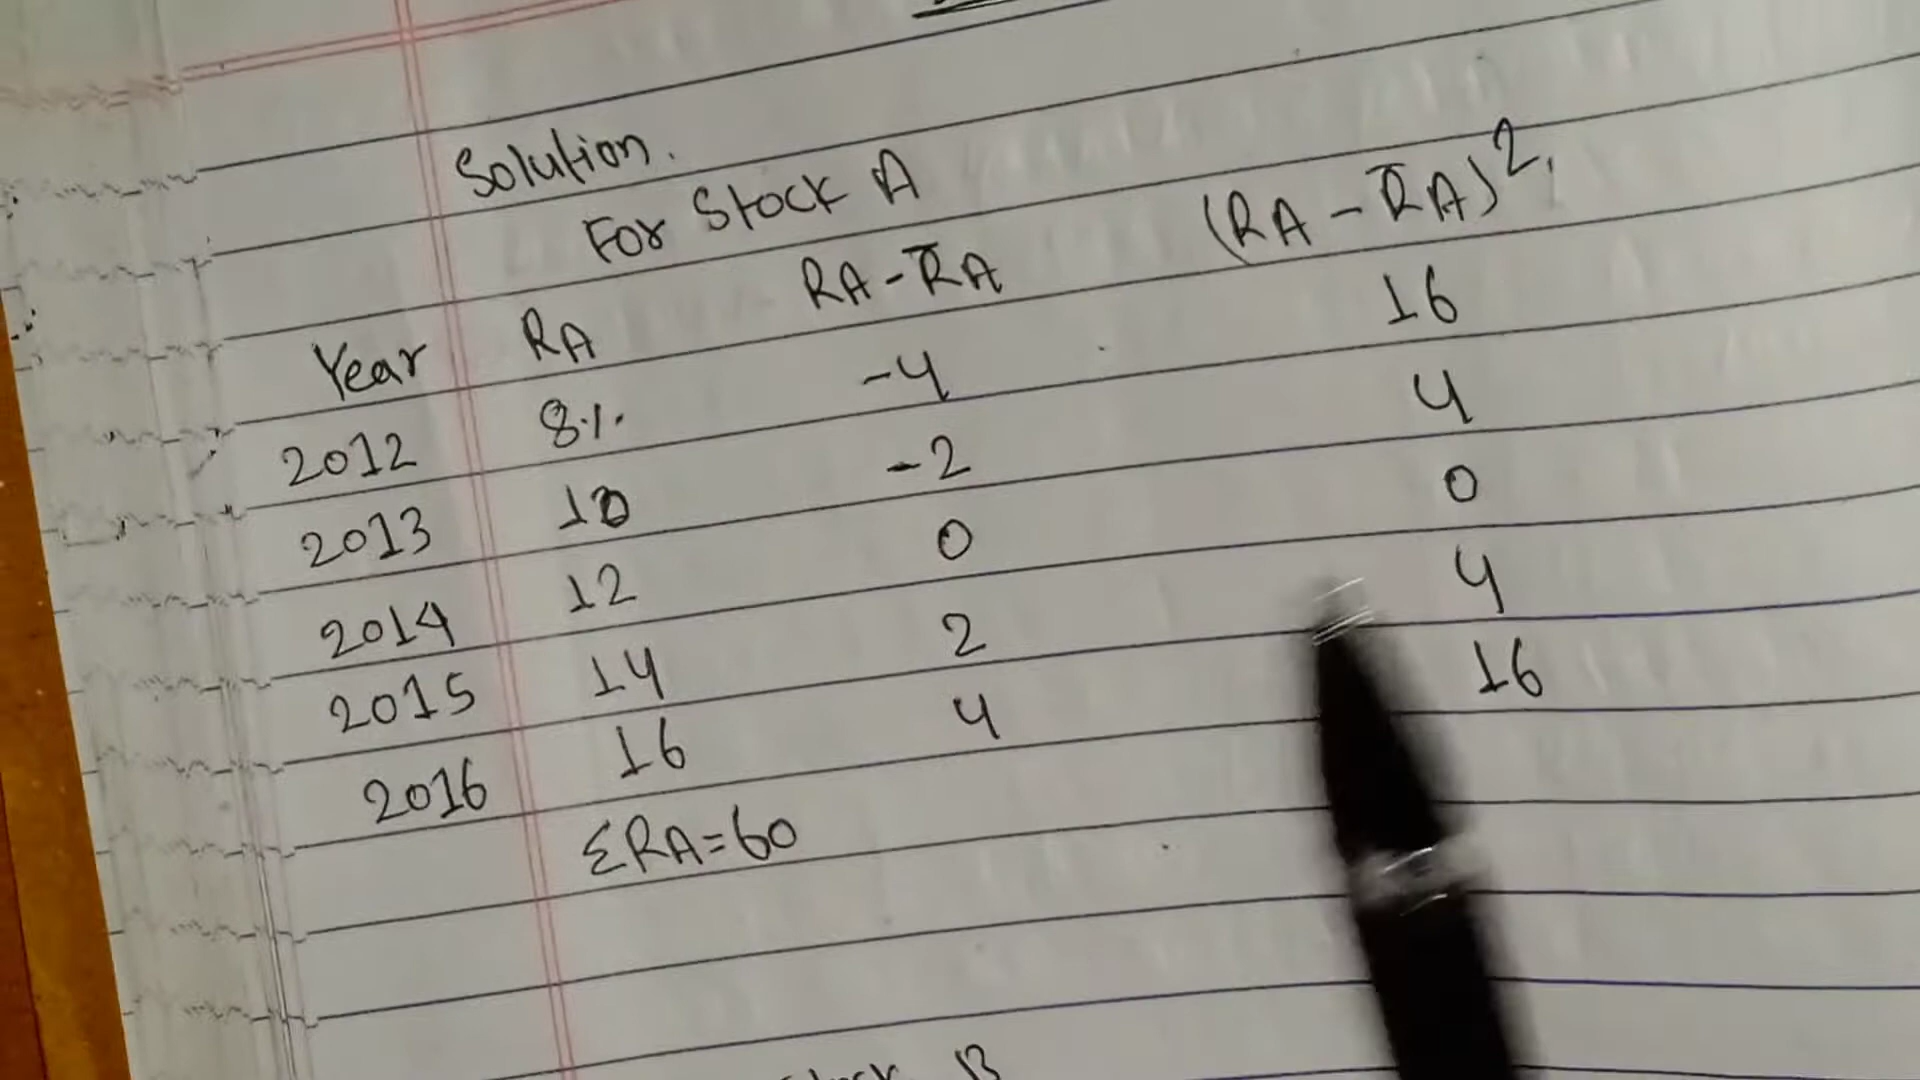 Solution.
For Stock A
Year RA RA-R̅A (RA-R̅A)²
2012 8% -4 16
2013 10 -2 4
2014 12 0 0
2015 14 2 4
2016 16 4 16
ΣRA=60
Stock B